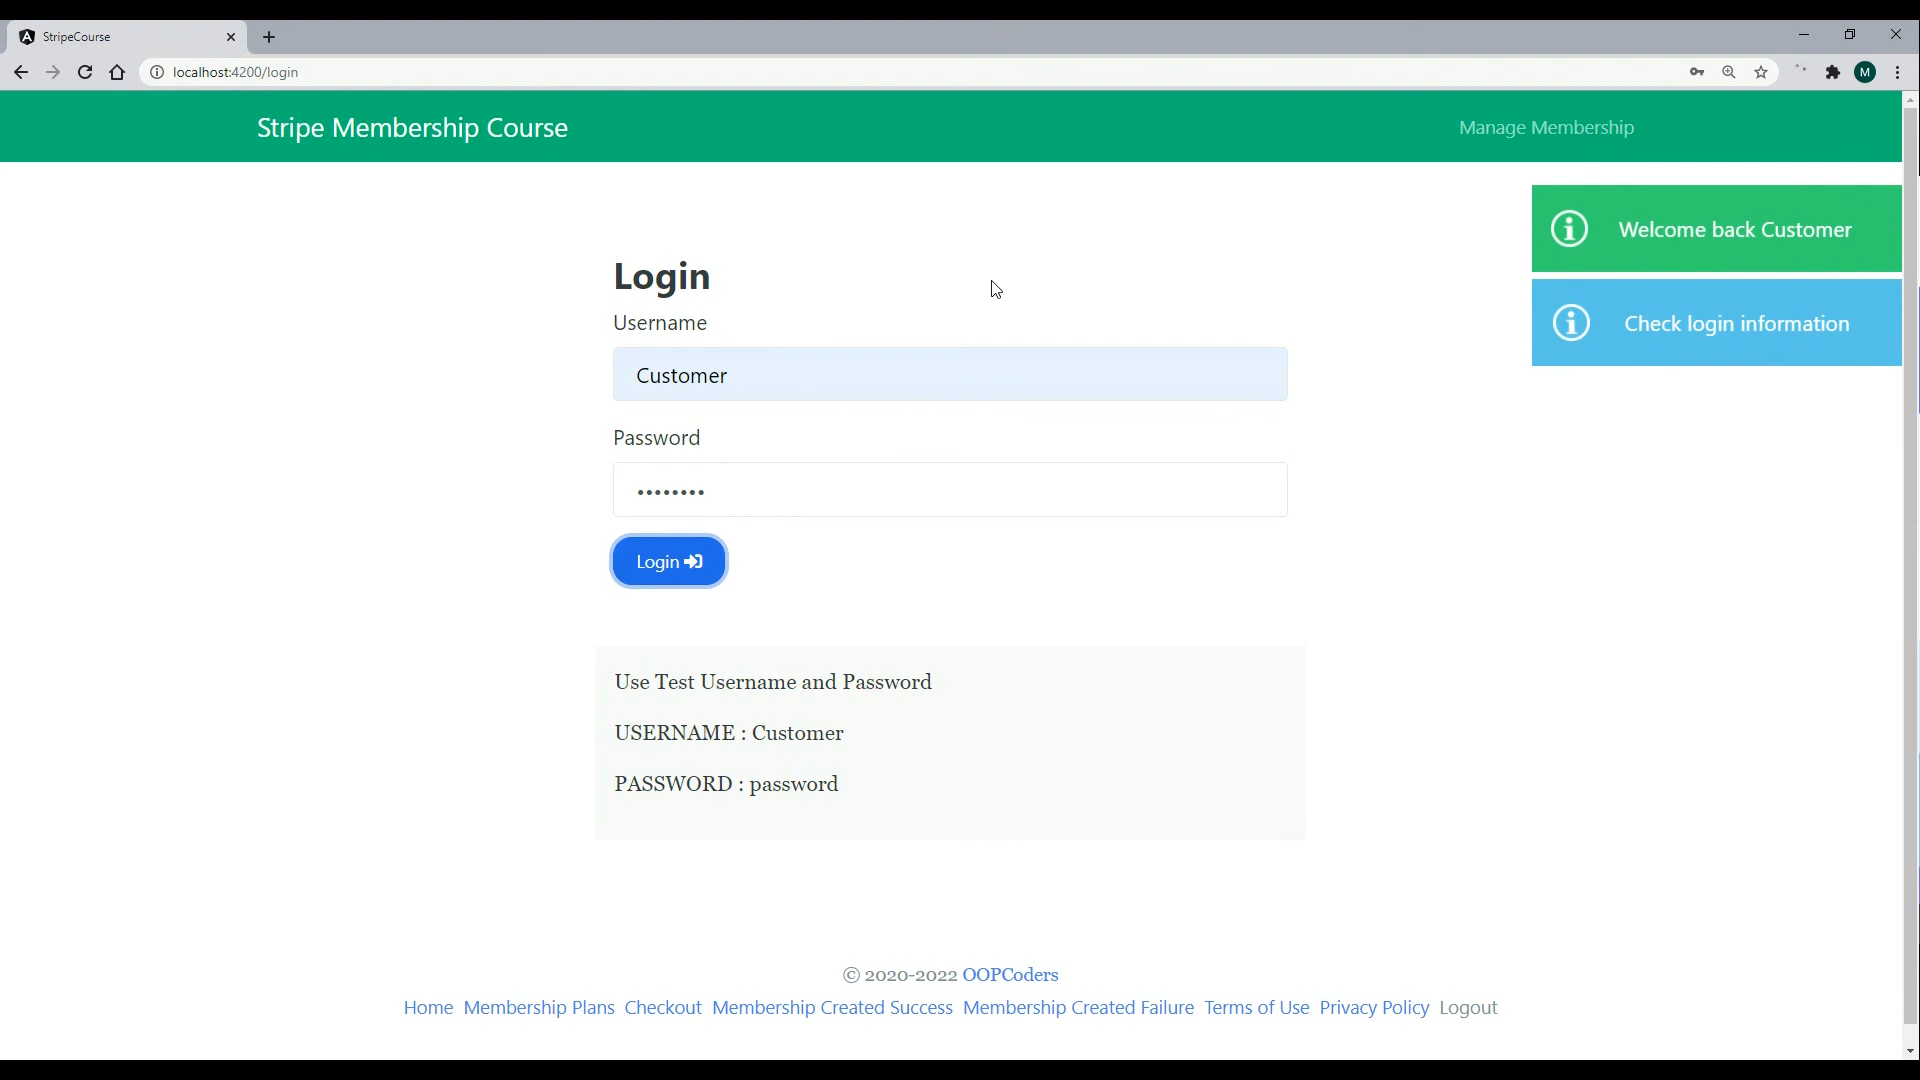 StripeCourse
localhost:4200/login
M
Stripe Membership Course
Manage Membership
Welcome back Customer
Check login information
Login
Username
Customer
Password
Login
Use Test Username and Password
USERNAME : Customer
PASSWORD : password
© 2020-2022 OOPCoders
Home Membership Plans Checkout Membership Created Success Membership Created Failure Terms of Use Privacy Policy Logout